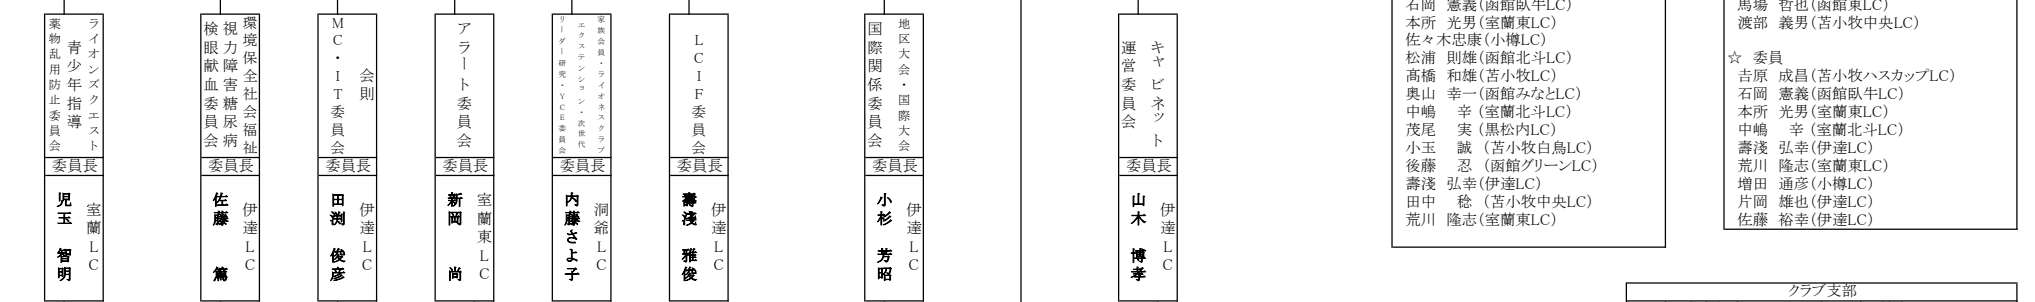 ライオンズクエスト
青少年指導
薬物乱用防止委員会
委員長
室蘭LC
児玉 智明
環境保全社会福祉
視力障害糖尿病
検眼献血委員会
委員長
伊達LC
佐藤 篤
会則
MC・IT委員会
委員長
伊達LC
田渕 俊彦
アラート委員会
委員長
室蘭東LC
新岡 尚
家族会員・ライオネスクラブ
エクステンション・次世代
リーダー研究・YCE委員会
委員長
洞爺LC
内藤さよ子
LCIF委員会
委員長
伊達LC
壽淺 雅俊
地区大会・国際大会
国際関係委員会
委員長
伊達LC
小杉 芳昭
キャビネット
運営委員会
委員長
伊達LC
山木 博孝
石岡 憲義(函館臥牛LC)
本所 光男(室蘭東LC)
佐々木忠康(小樽LC)
松浦 則雄(函館北斗LC)
髙橋 和雄(苫小牧LC)
奥山 幸一(函館みなとLC)
中嶋 辛(室蘭北斗LC)
茂尾 実(黒松内LC)
小玉 誠(苫小牧白鳥LC)
後藤 忍(函館グリーンLC)
壽淺 弘幸(伊達LC)
田中 稔(苫小牧中央LC)
荒川 隆志(室蘭東LC)
馬場 哲也(函館東LC)
渡部 義男(苫小牧中央LC)
☆ 委員
吉原 成昌(苫小牧ハスカップLC)
石岡 憲義(函館臥牛LC)
本所 光男(室蘭東LC)
中嶋 辛(室蘭北斗LC)
壽淺 弘幸(伊達LC)
荒川 隆志(室蘭東LC)
増田 通彦(小樽LC)
片岡 雄也(伊達LC)
佐藤 裕幸(伊達LC)
クラブ支部